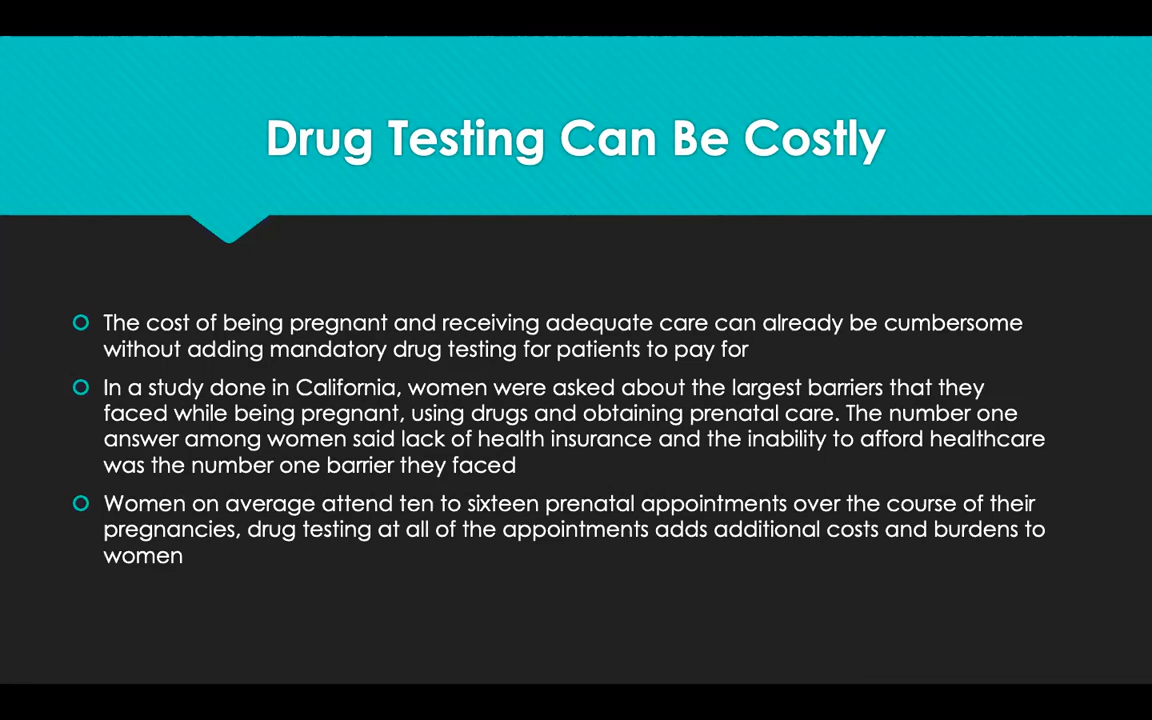 Drug Testing Can Be Costly
The cost of being pregnant and receiving adequate care can already be cumbersome
without adding mandatory drug testing for patients to pay for
In a study done in California, women were asked about the largest barriers that they
faced while being pregnant, using drugs and obtaining prenatal care. The number one
answer among women said lack of health insurance and the inability to afford healthcare
was the number one barrier they faced
Women on average attend ten to sixteen prenatal appointments over the course of their
pregnancies, drug testing at all of the appointments adds additional costs and burdens to
women